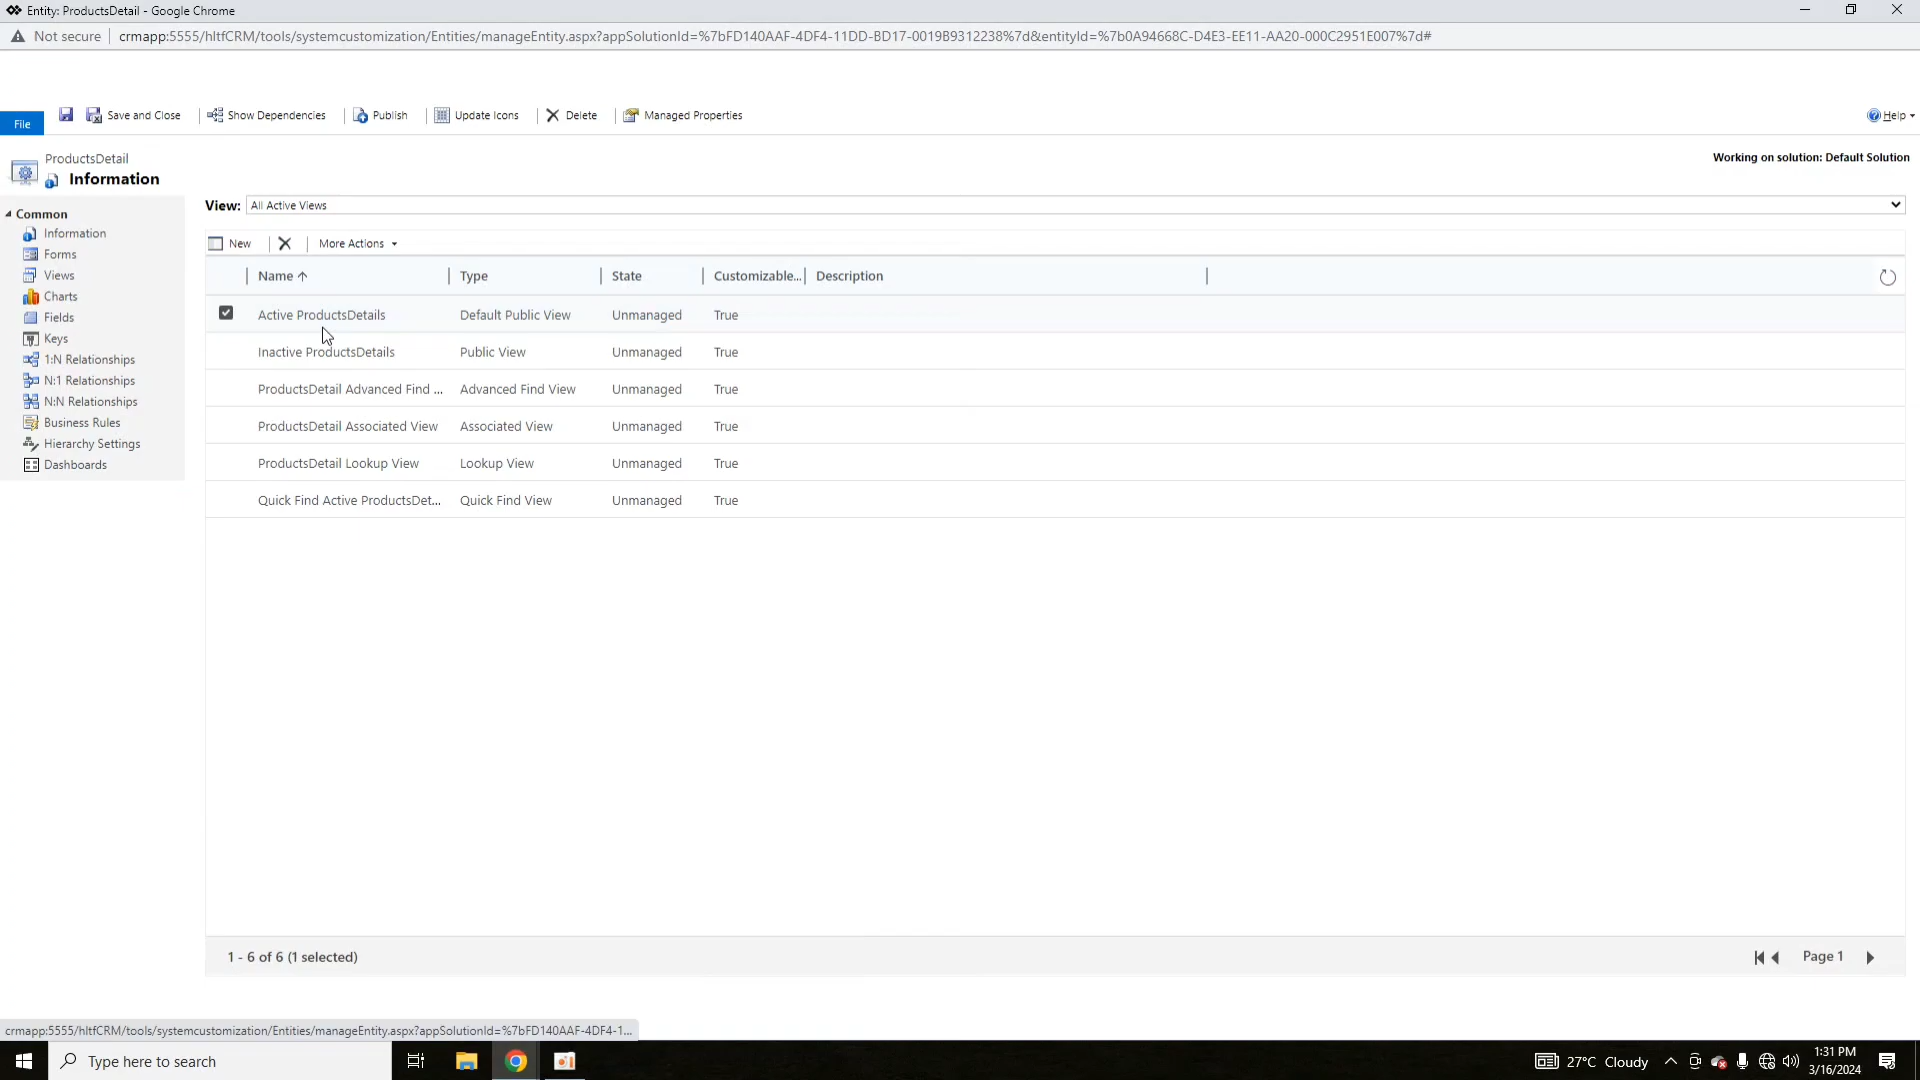 Entity: ProductsDetail - Google Chrome
Not secure
crmapp:5555/hltfCRM/tools/systemcustomization/Entities/manageEntity.aspx?appSolutionId=%7bFD140AAF-4DF4-11DD-BD17-0019B9312238%7d&entityId=%7b0A94668C-D4E3-EE11-AA20-000C2951E007%7d#
File
Save and Close
Show Dependencies
Publish
Update Icons
Delete
Managed Properties
Help
ProductsDetail
Information
Working on solution: Default Solution
Common
Information
Forms
Views
Charts
Fields
Keys
1:N Relationships
N:1 Relationships
N:N Relationships
Business Rules
Hierarchy Settings
Dashboards
View: All Active Views
New
More Actions
Name Type State Customizable... Description
Active ProductsDetails Default Public View Unmanaged True
Inactive ProductsDetails Public View Unmanaged True
ProductsDetail Advanced Find ... Advanced Find View Unmanaged True
ProductsDetail Associated View Associated View Unmanaged True
ProductsDetail Lookup View Lookup View Unmanaged True
Quick Find Active ProductsDet... Quick Find View Unmanaged True
1 - 6 of 6 (1 selected)
Page 1
crmapp:5555/hltfCRM/tools/systemcustomization/Entities/manageEntity.aspx?appSolutionId=%7bFD140AAF-4DF4-1...
Type here to search
27°C Cloudy
1:31 PM
3/16/2024